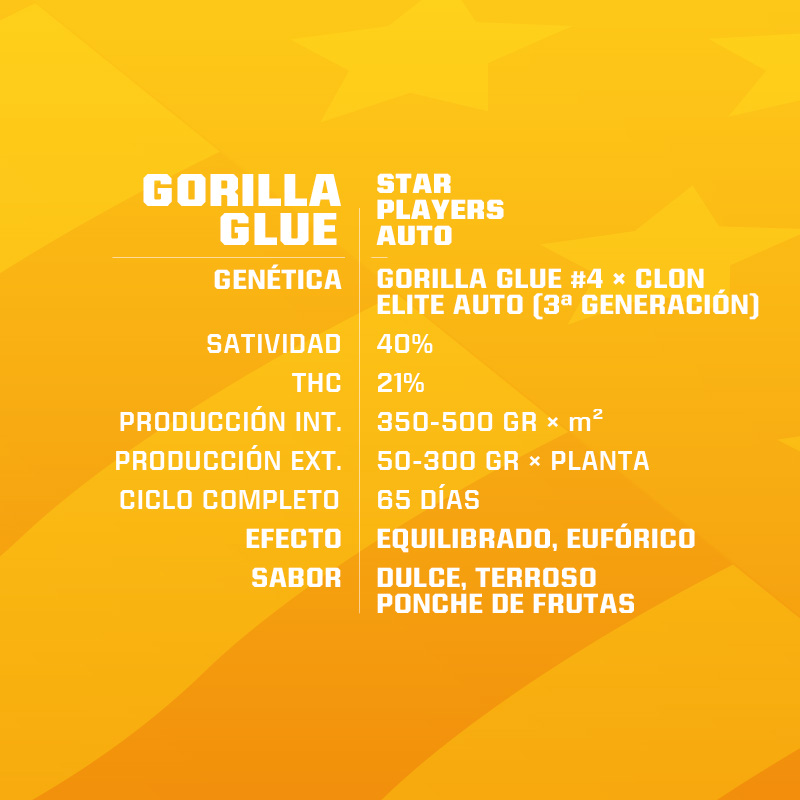 GORILLA
GLUE
STAR
PLAYERS
AUTO
GENÉTICA
GORILLA GLUE #4 × CLON
ELITE AUTO (3ª GENERACIÓN)
SATIVIDAD 40%
THC 21%
PRODUCCIÓN INT. 350-500 GR × m²
PRODUCCIÓN EXT. 50-300 GR × PLANTA
CICLO COMPLETO 65 DÍAS
EFECTO EQUILIBRADO, EUFÓRICO
SABOR DULCE, TERROSO
PONCHE DE FRUTAS